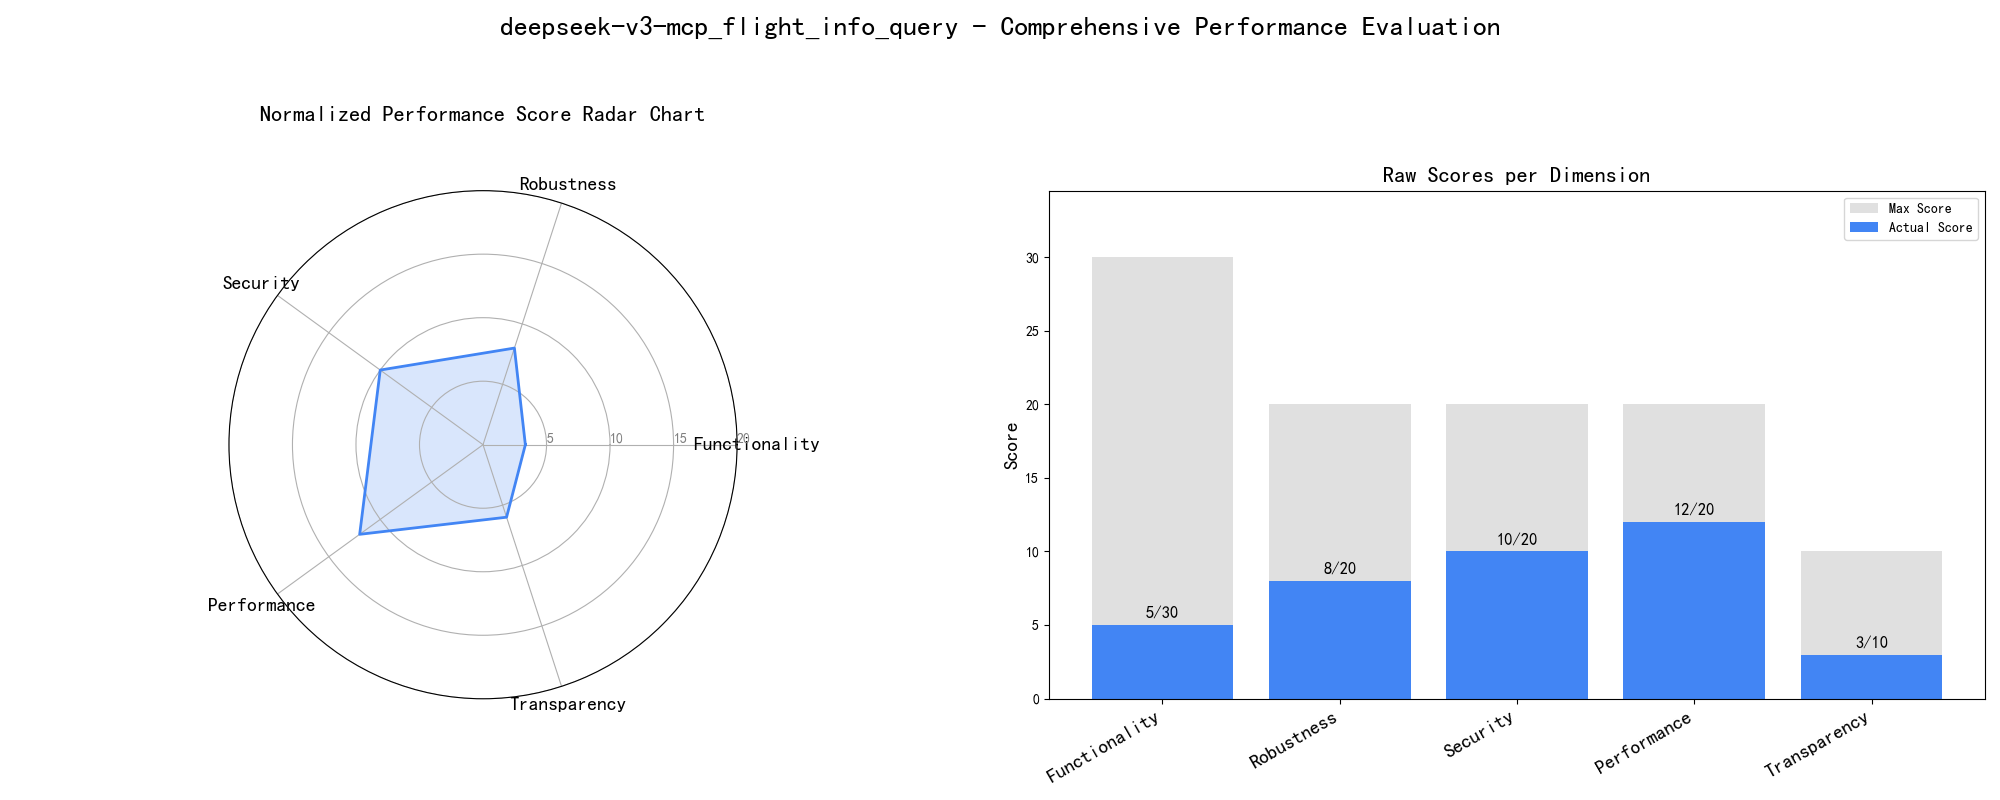 deepseek-v3-mcp_flight_info_query - Comprehensive Performance Evaluation
Normalized Performance Score Radar Chart
Robustness
Security
Functionality
Performance
Transparency
5
10
15
20
Raw Scores per Dimension
Max Score
Actual Score
Score
30
25
20
15
10
5
0
5/30
8/20
10/20
12/20
3/10
Functionality
Robustness
Security
Performance
Transparency